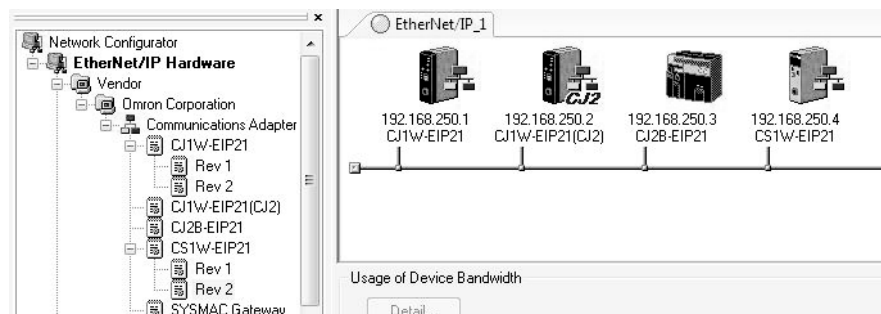 Network Configurator
EtherNet/IP Hardware
Vendor
Omron Corporation
Communications Adapter
CJ1W-EIP21
Rev 1
Rev 2
CJ1W-EIP21(CJ2)
CJ2B-EIP21
CS1W-EIP21
Rev 1
Rev 2
SYSMAC Gateway
EtherNet/IP_1
CJ2
192.168.250.1 192.168.250.2 192.168.250.3 192.168.250.4
CJ1W-EIP21 CJ1W-EIP21(CJ2) CJ2B-EIP21 CS1W-EIP21
Usage of Device Bandwidth
Detail...